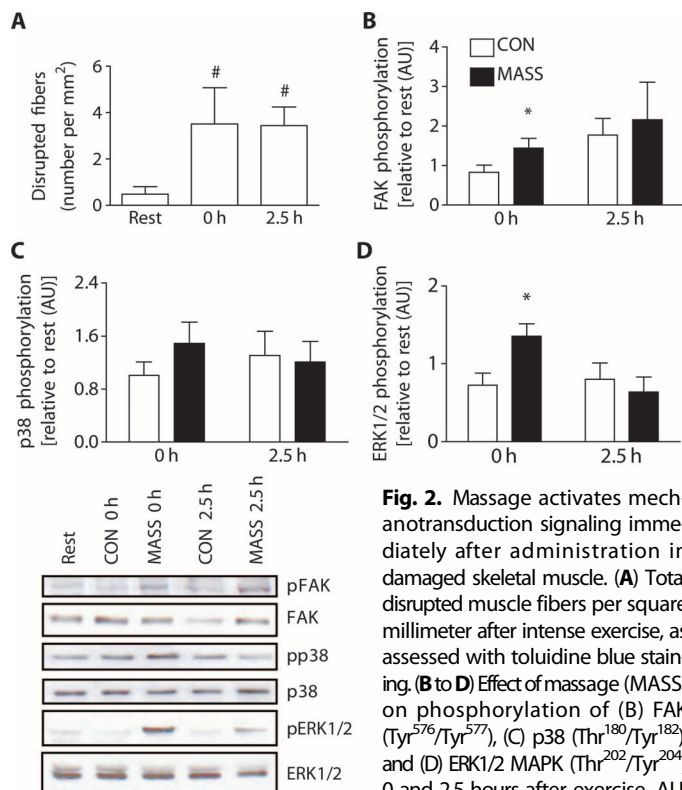 A
Disrupted fibers
(number per mm²)
6
4
2
0
#
#
Rest
0 h
2.5 h
B
FAK phosphorylation
[relative to rest (AU)]
4
3
2
1
0
CON
MASS
*
0 h
2.5 h
C
p38 phosphorylation
[relative to rest (AU)]
2.4
1.6
0.8
0.0
0 h
2.5 h
D
ERK1/2 phosphorylation
[relative to rest (AU)]
2
1
0
*
0 h
2.5 h
Rest
CON 0 h
MASS 0 h
CON 2.5 h
MASS 2.5 h
pFAK
FAK
pp38
p38
pERK1/2
ERK1/2
Fig. 2. Massage activates mech-
anotransduction signaling imme-
diately after administration in
damaged skeletal muscle. (A) Total
disrupted muscle fibers per square
millimeter after intense exercise, as
assessed with toluidine blue stain-
ing. (B to D) Effect of massage (MASS)
on phosphorylation of (B) FAK
(Tyr⁵⁷⁶/Tyr⁵⁷⁷), (C) p38 (Thr¹⁸⁰/Tyr¹⁸²)
and (D) ERK1/2 MAPK (Thr²⁰²/Tyr²⁰⁴
0 and 2.5 hours after exercise. AU